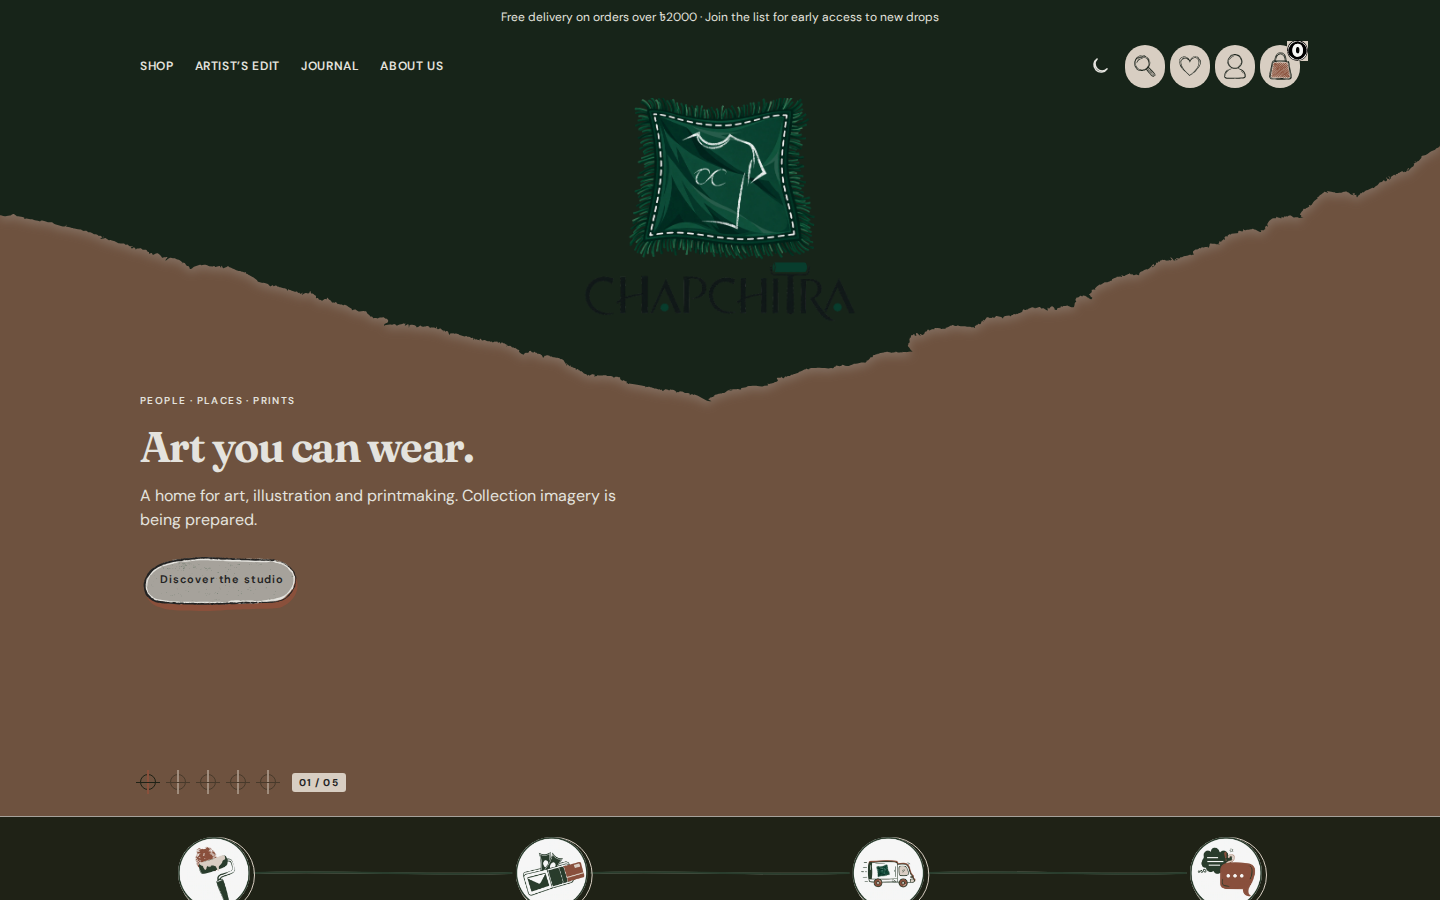 Free delivery on orders over ৳2000 · Join the list for early access to new drops
SHOP ARTIST'S EDIT JOURNAL ABOUT US
0
CHAPCHITRA
PEOPLE · PLACES · PRINTS
Art you can wear.
A home for art, illustration and printmaking. Collection imagery is
being prepared.
Discover the studio
01 / 05